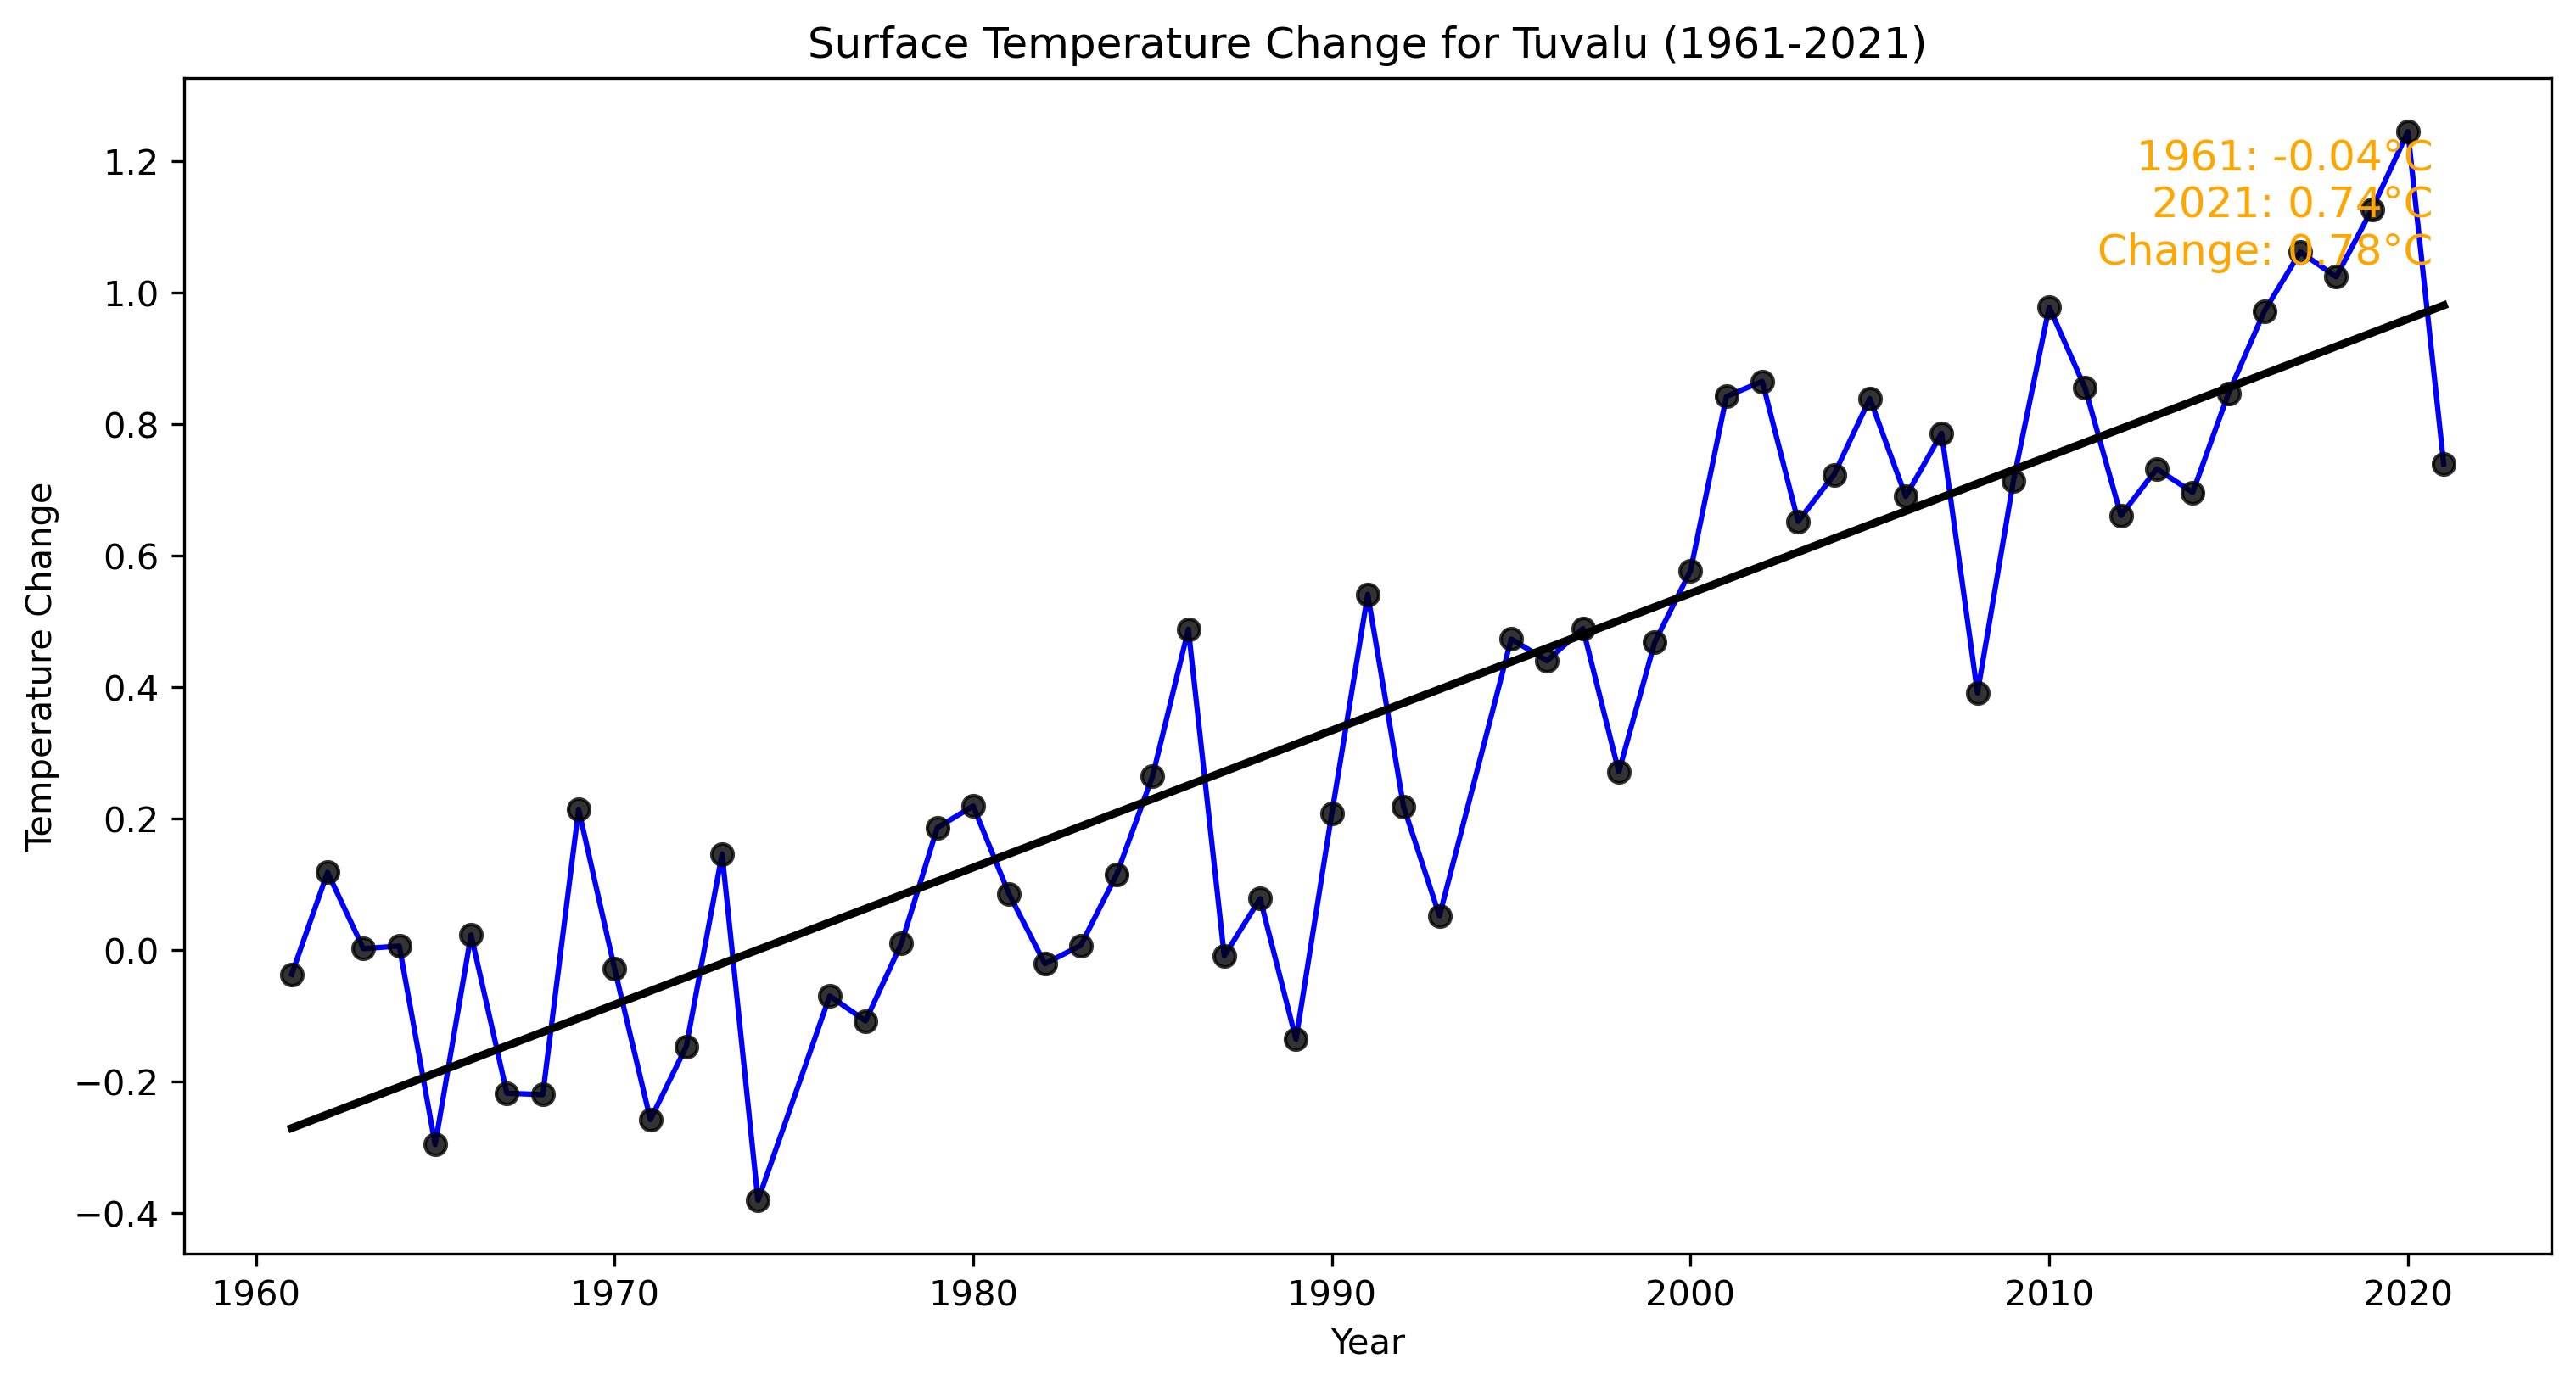 Surface Temperature Change for Tuvalu (1961-2021)
1961: -0.04°C
2021: 0.74°C
Change: 0.78°C
Temperature Change
1.2
1.0
0.8
0.6
0.4
0.2
0.0
−0.2
−0.4
1960 1970 1980 1990 2000 2010 2020
Year